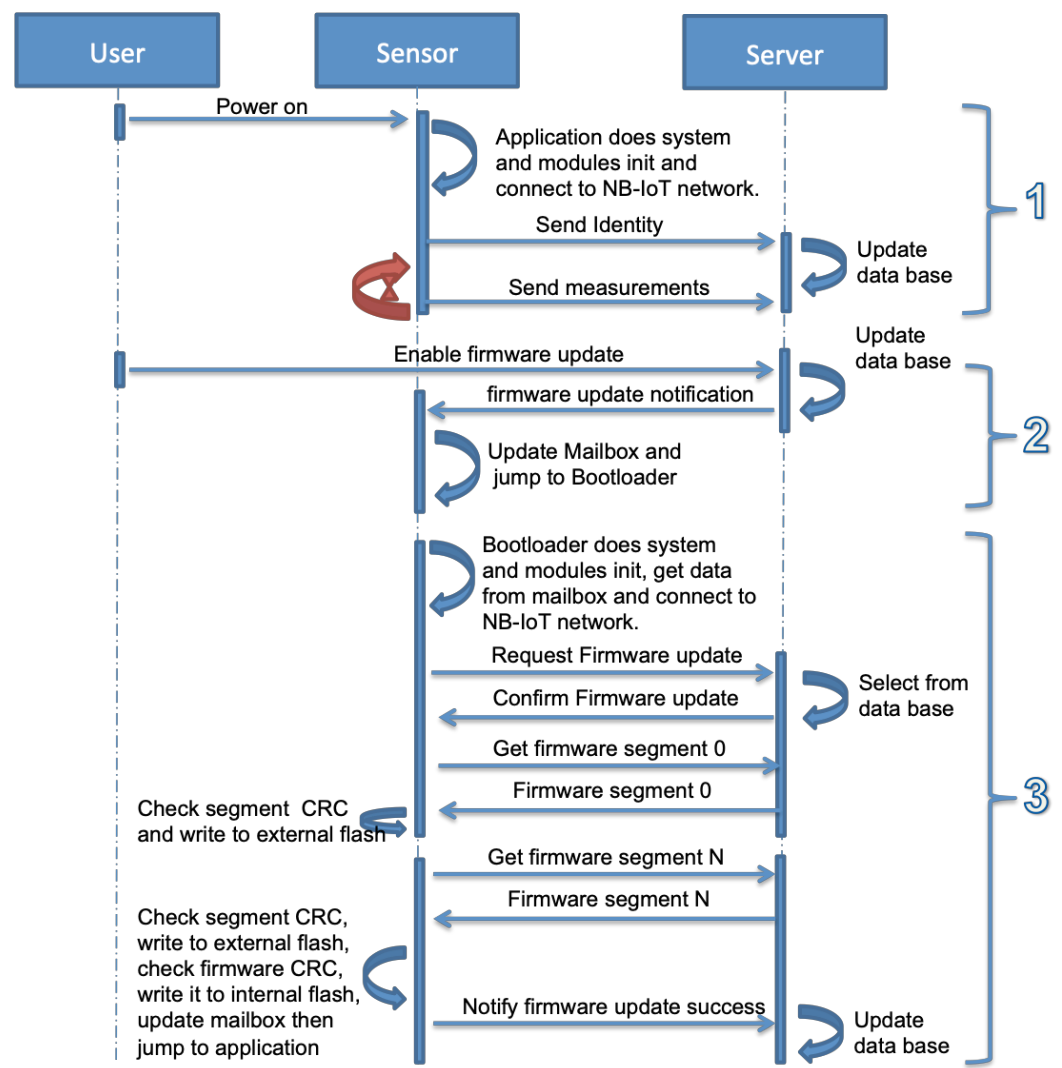 User
Sensor
Server
Power on
Application does system
and modules init and
connect to NB-IoT network.
1
Send Identity
Update
data base
Send measurements
Update
data base
Enable firmware update
firmware update notification
2
Update Mailbox and
jump to Bootloader
Bootloader does system
and modules init, get data
from mailbox and connect to
NB-IoT network.
Request Firmware update
Select from
data base
Confirm Firmware update
Get firmware segment 0
Firmware segment 0
3
Check segment CRC
and write to external flash
Get firmware segment N
Firmware segment N
Check segment CRC,
write to external flash,
check firmware CRC,
write it to internal flash,
update mailbox then
jump to application
Notify firmware update success
Update
data base